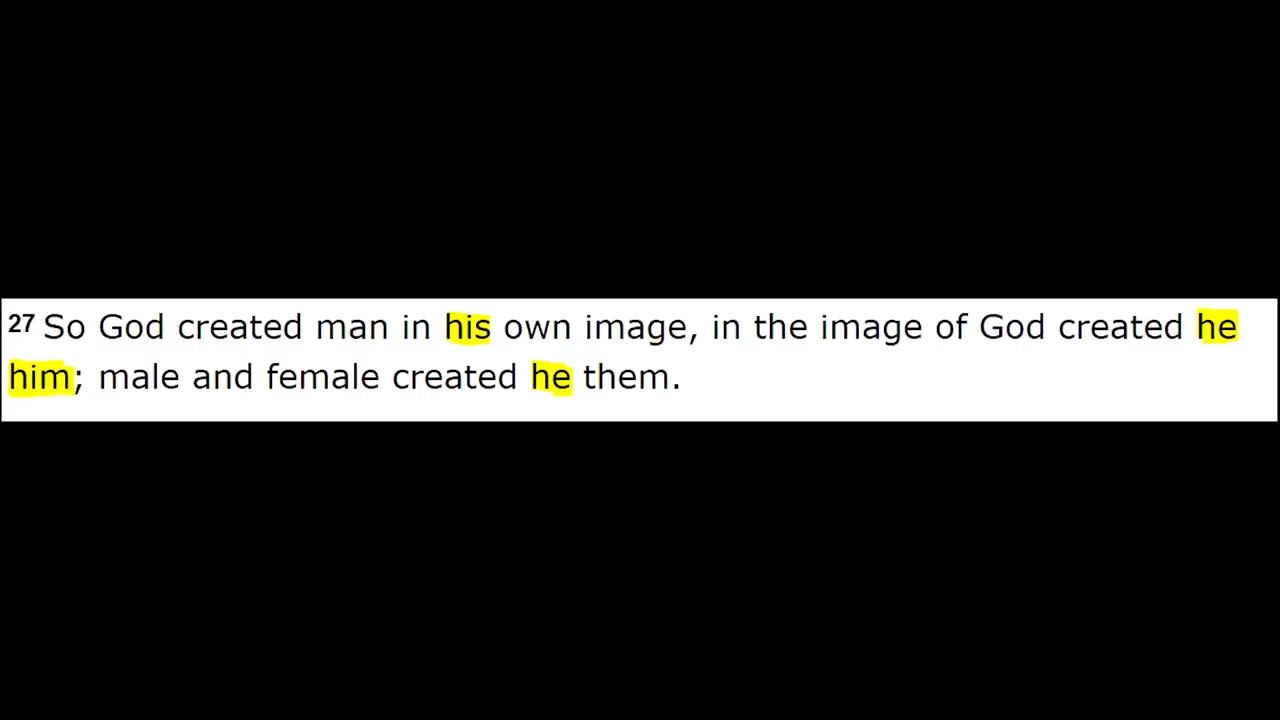 27 So God created man in his own image, in the image of God created he
him; male and female created he them.